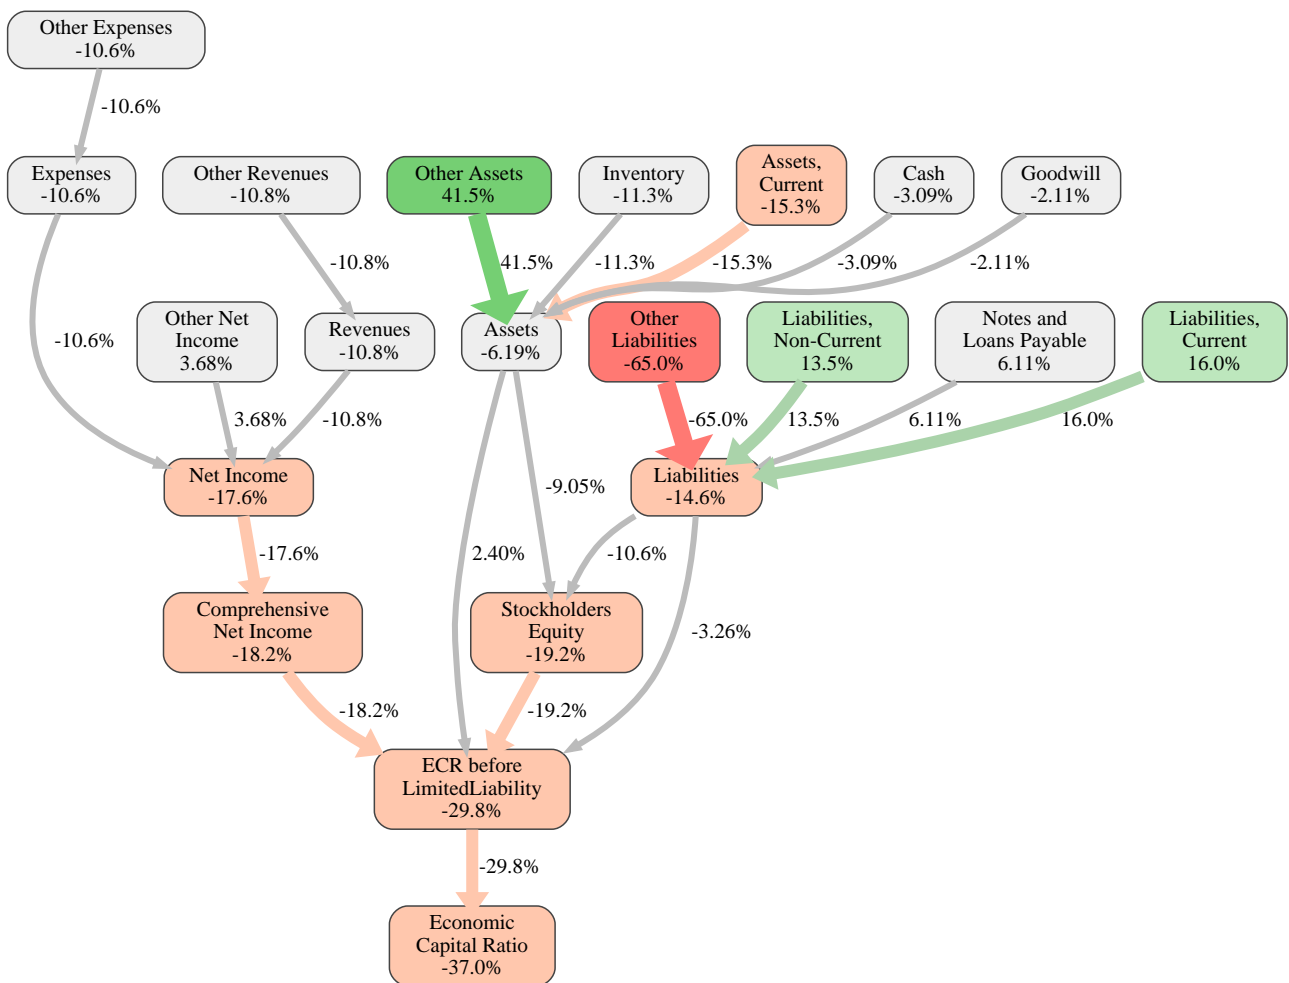 Other Expenses
-10.6%
-10.6%
Expenses
-10.6%
Other Revenues
-10.8%
Other Assets
41.5%
Inventory
-11.3%
Assets,
Current
-15.3%
Cash
-3.09%
Goodwill
-2.11%
-10.8%
41.5%
-11.3%
-15.3%
-3.09%
-2.11%
-10.6%
Other Net
Income
3.68%
Revenues
-10.8%
Assets
-6.19%
Other
Liabilities
-65.0%
Liabilities,
Non-Current
13.5%
Notes and
Loans Payable
6.11%
Liabilities,
Current
16.0%
3.68%
-10.8%
-65.0%
13.5%
6.11%
16.0%
Net Income
-17.6%
-9.05%
Liabilities
-14.6%
-17.6%
2.40%
-10.6%
Comprehensive
Net Income
-18.2%
Stockholders
Equity
-19.2%
-3.26%
-18.2%
-19.2%
ECR before
LimitedLiability
-29.8%
-29.8%
Economic
Capital Ratio
-37.0%